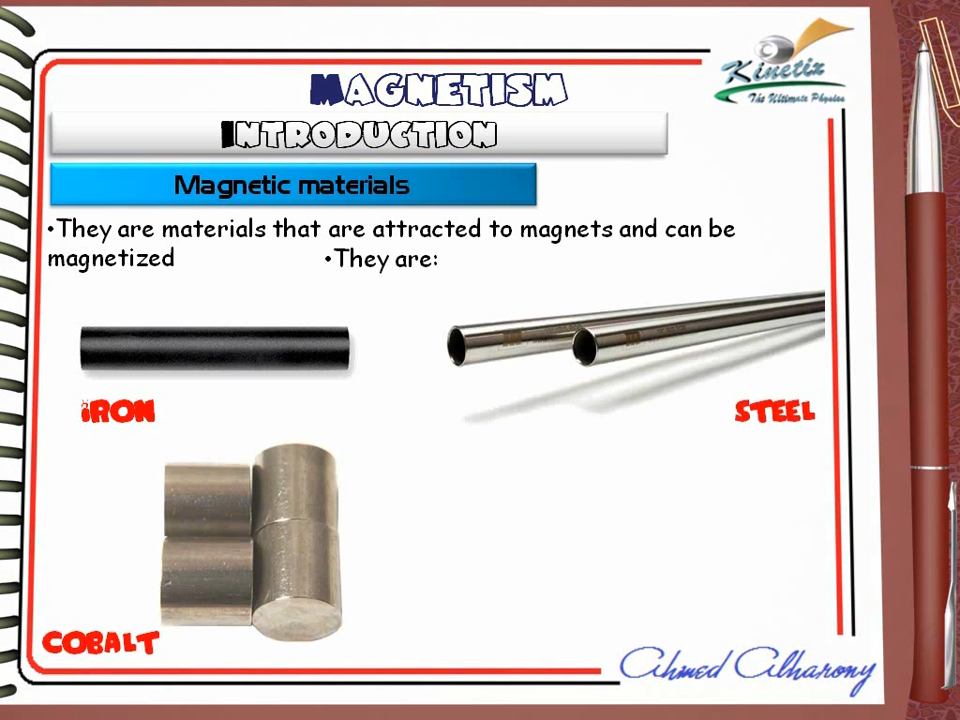 Magnetism
© Kinetix
The Ultimate Physics
Introduction
Magnetic materials
•They are materials that are attracted to magnets and can be
magnetized •They are:
iron
steel
cobalt
Ahmed Alharony